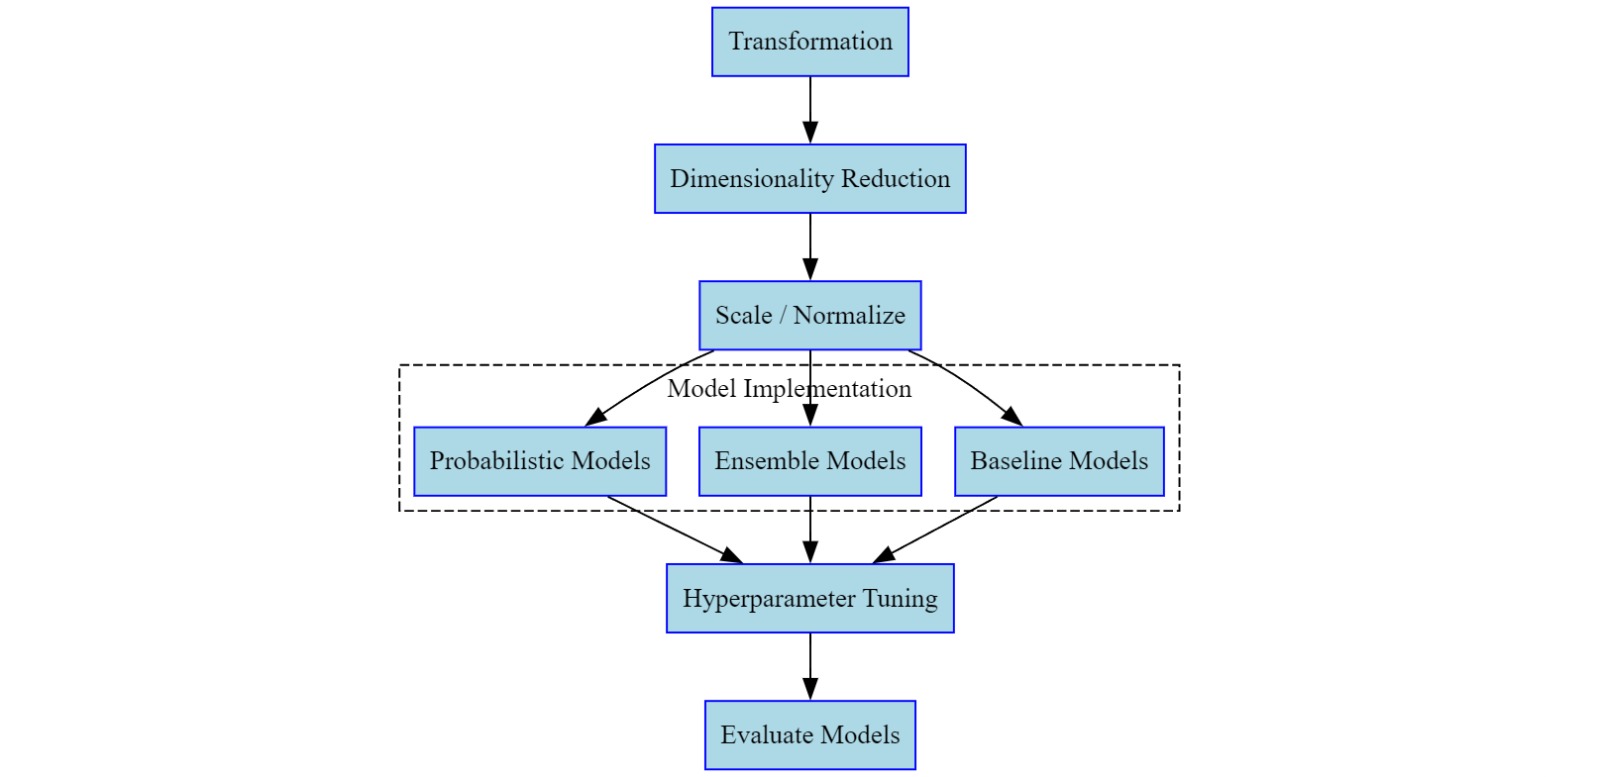 Transformation
Dimensionality Reduction
Scale / Normalize
Model Implementation
Probabilistic Models
Ensemble Models
Baseline Models
Hyperparameter Tuning
Evaluate Models